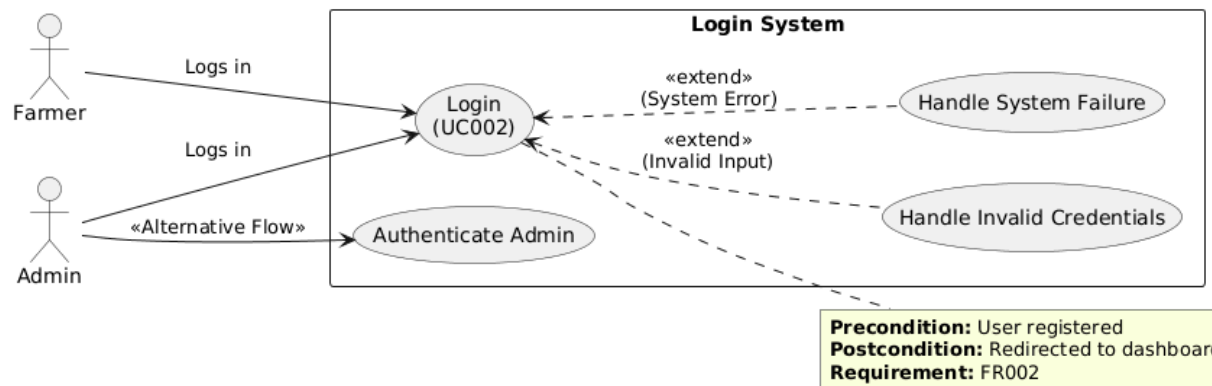 Login System
Farmer
Logs in
Login
(UC002)
«extend»
(System Error)
Handle System Failure
Logs in
«extend»
(Invalid Input)
Handle Invalid Credentials
Admin
«Alternative Flow»
Authenticate Admin
Precondition: User registered
Postcondition: Redirected to dashboar
Requirement: FR002